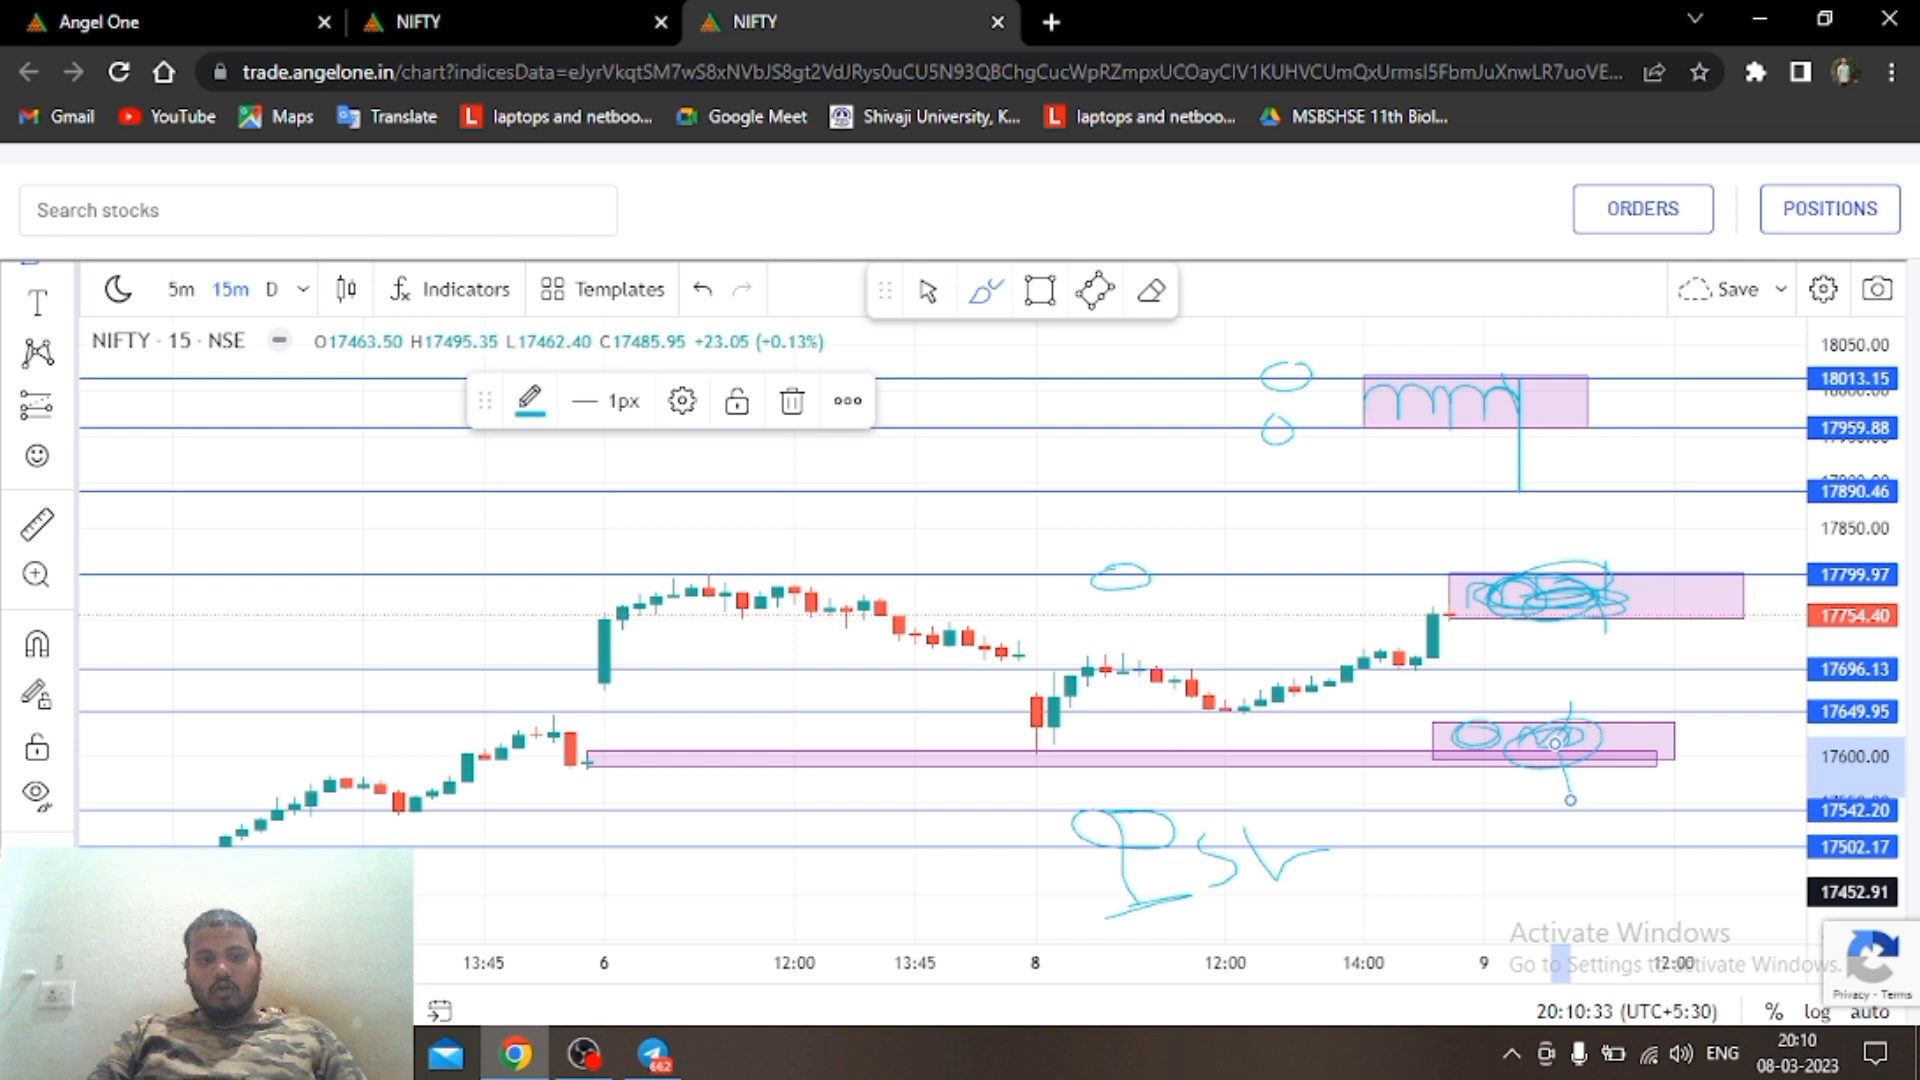 Angel One
NIFTY
NIFTY
trade.angelone.in/chart?indicesData=eJyrVkqtSM7wS8xNVbJS8gt2VdJRys0uCU5N93QBChgCucWpRZmpxUCOayCIV1KUHVCUmQxUrmsI5FbmJuXnwLR7uoVE...
Gmail
YouTube
Maps
Translate
laptops and netboo...
Google Meet
Shivaji University, K...
laptops and netboo...
MSBSHSE 11th Biol...
Search stocks
ORDERS
POSITIONS
5m 15m D
Indicators
Templates
Save
NIFTY · 15 · NSE
O17463.50 H17495.35 L17462.40 C17485.95 +23.05 (+0.13%)
1px
18050.00
18013.15
17959.88
17890.46
17850.00
17799.97
17754.40
17696.13
17649.95
17600.00
17542.20
17502.17
17452.91
13:45 6 12:00 13:45 8 12:00 14:00 9 12:00
Activate Windows
Go to Settings to activate Windows.
Privacy - Terms
20:10:33 (UTC+5:30) % log auto
662
ENG
20:10
08-03-2023